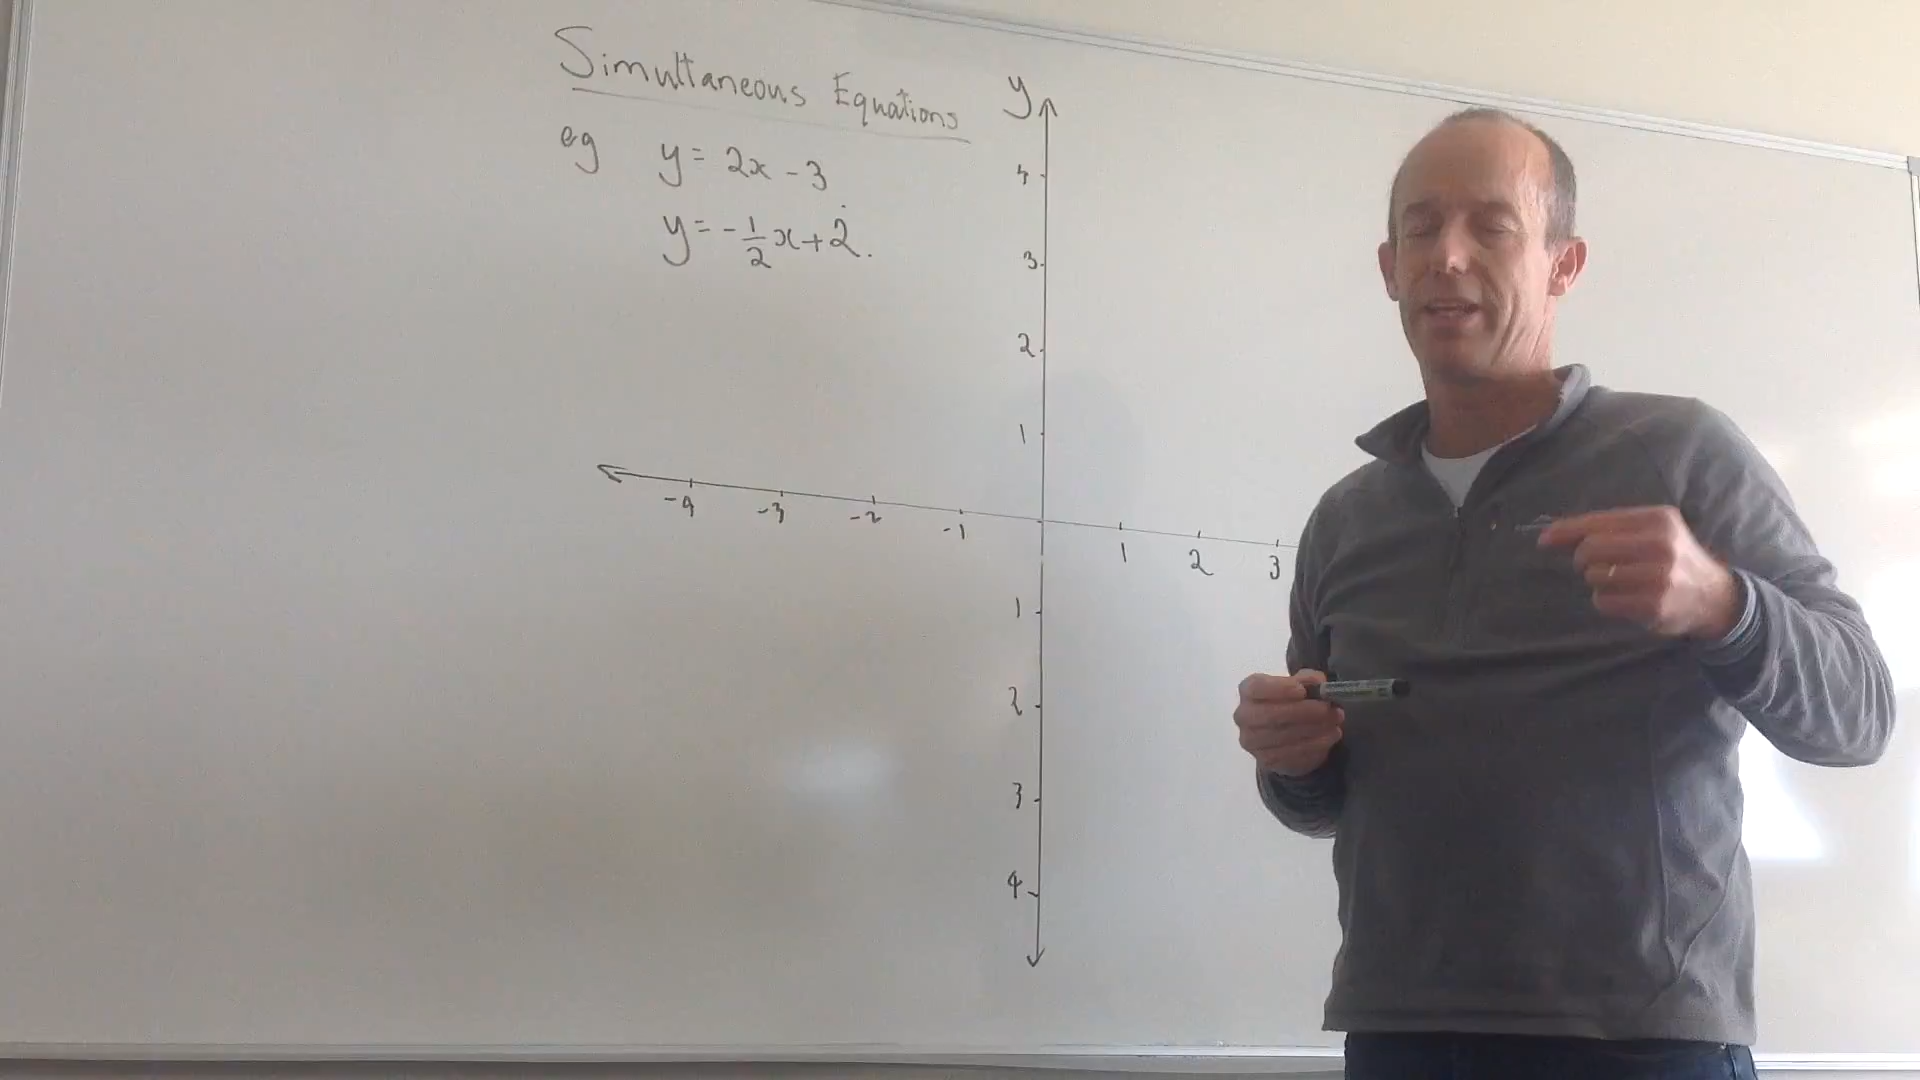 Simultaneous Equations
eg y = 2x - 3
y = -1/2 x + 2.
y
4
3
2
1
-4 -3 -2 -1 1 2 3
1
2
3
4